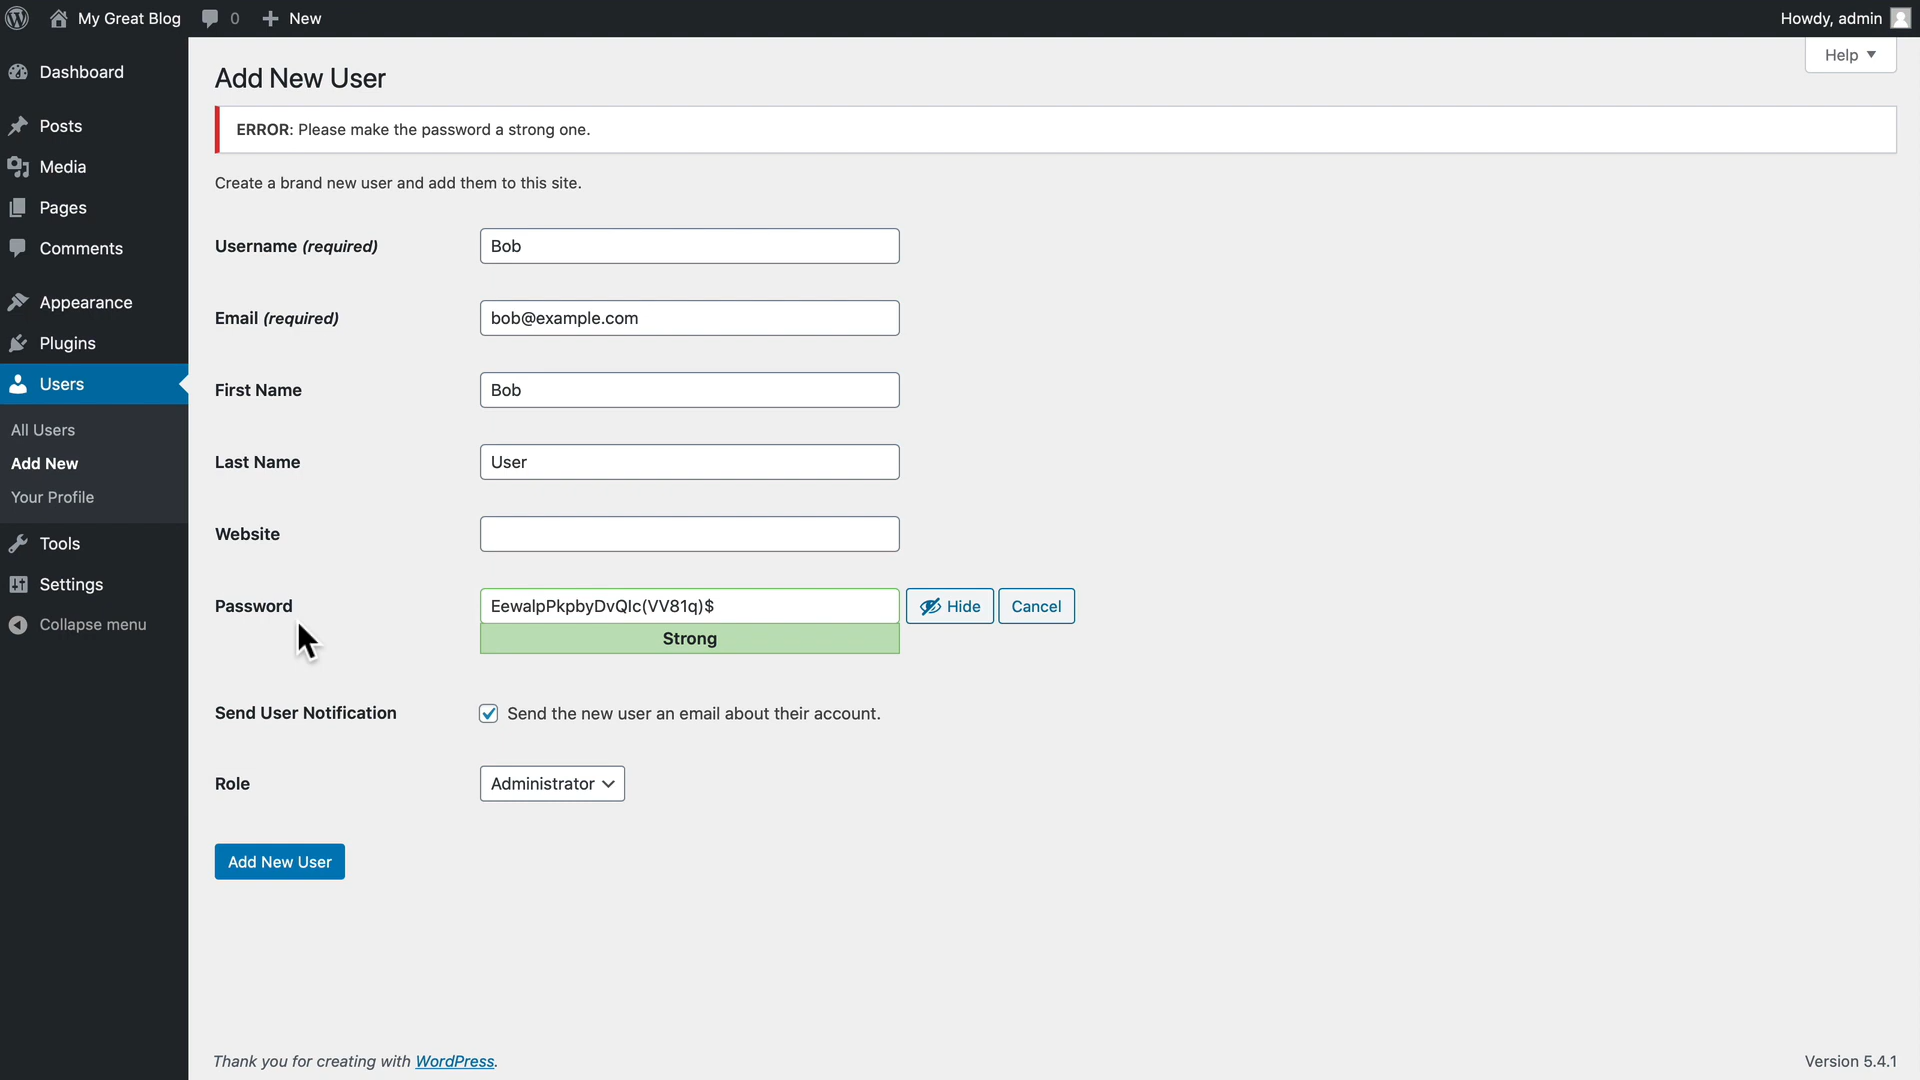 My Great Blog
0
New
Howdy, admin
Help
Dashboard
Posts
Media
Pages
Comments
Appearance
Plugins
Users
All Users
Add New
Your Profile
Tools
Settings
Collapse menu
Add New User
ERROR: Please make the password a strong one.
Create a brand new user and add them to this site.
Username (required)
Bob
Email (required)
bob@example.com
First Name
Bob
Last Name
User
Website
Password
EewalpPkpbyDvQlc(VV81q)$
Hide
Cancel
Strong
Send User Notification
Send the new user an email about their account.
Role
Administrator
Add New User
Thank you for creating with WordPress.
Version 5.4.1